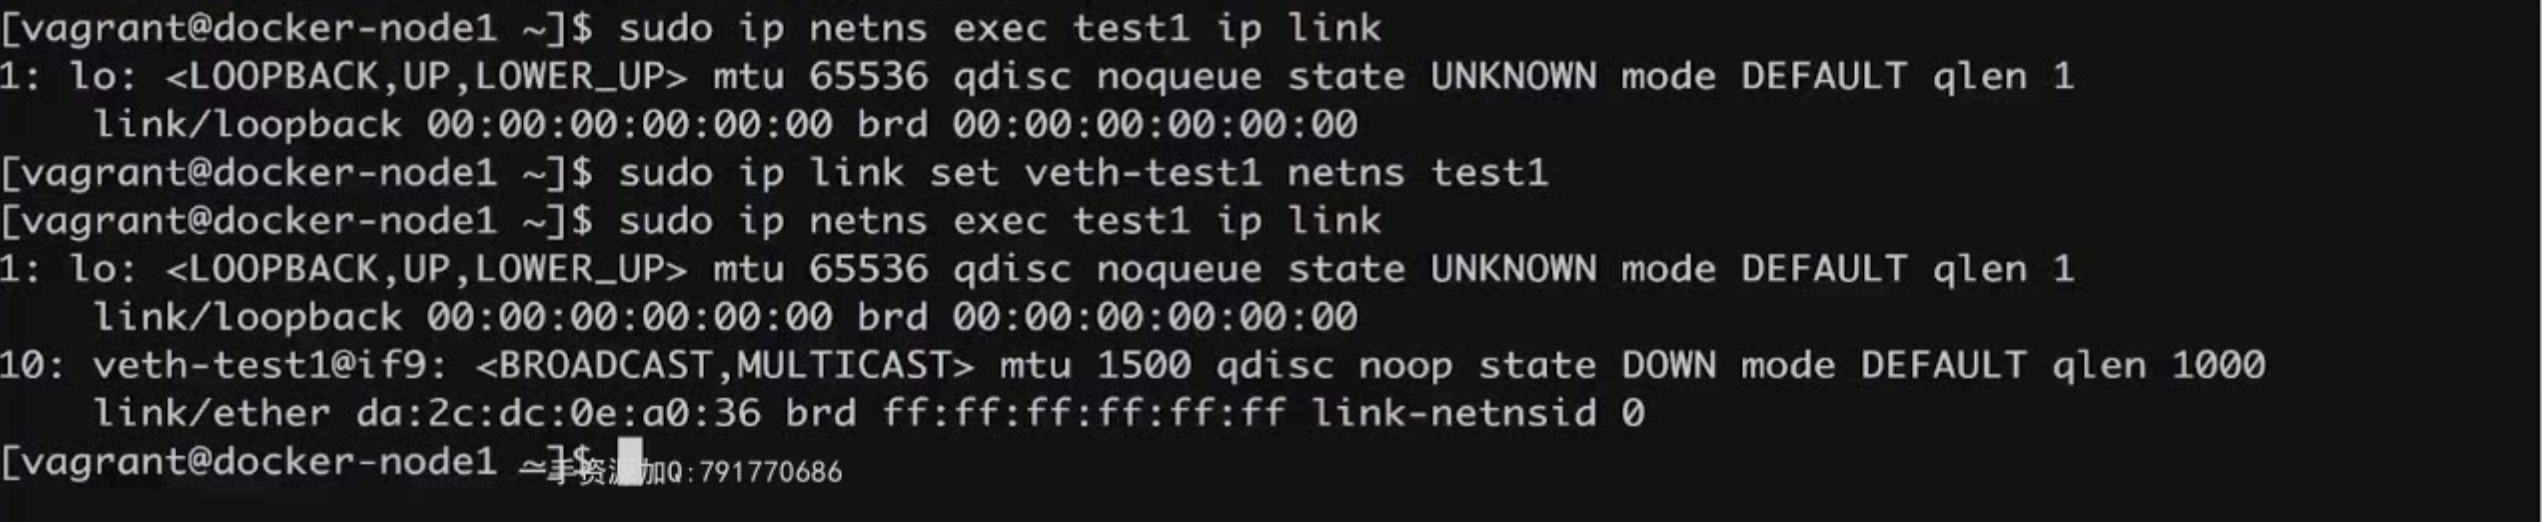 [vagrant@docker-node1 ~]$ sudo ip netns exec test1 ip link
1: lo: <LOOPBACK,UP,LOWER_UP> mtu 65536 qdisc noqueue state UNKNOWN mode DEFAULT qlen 1
    link/loopback 00:00:00:00:00:00 brd 00:00:00:00:00:00
[vagrant@docker-node1 ~]$ sudo ip link set veth-test1 netns test1
[vagrant@docker-node1 ~]$ sudo ip netns exec test1 ip link
1: lo: <LOOPBACK,UP,LOWER_UP> mtu 65536 qdisc noqueue state UNKNOWN mode DEFAULT qlen 1
    link/loopback 00:00:00:00:00:00 brd 00:00:00:00:00:00
10: veth-test1@if9: <BROADCAST,MULTICAST> mtu 1500 qdisc noop state DOWN mode DEFAULT qlen 1000
    link/ether da:2c:dc:0e:a0:36 brd ff:ff:ff:ff:ff:ff link-netnsid 0
[vagrant@docker-node1 ~]$
手资源加Q:791770686